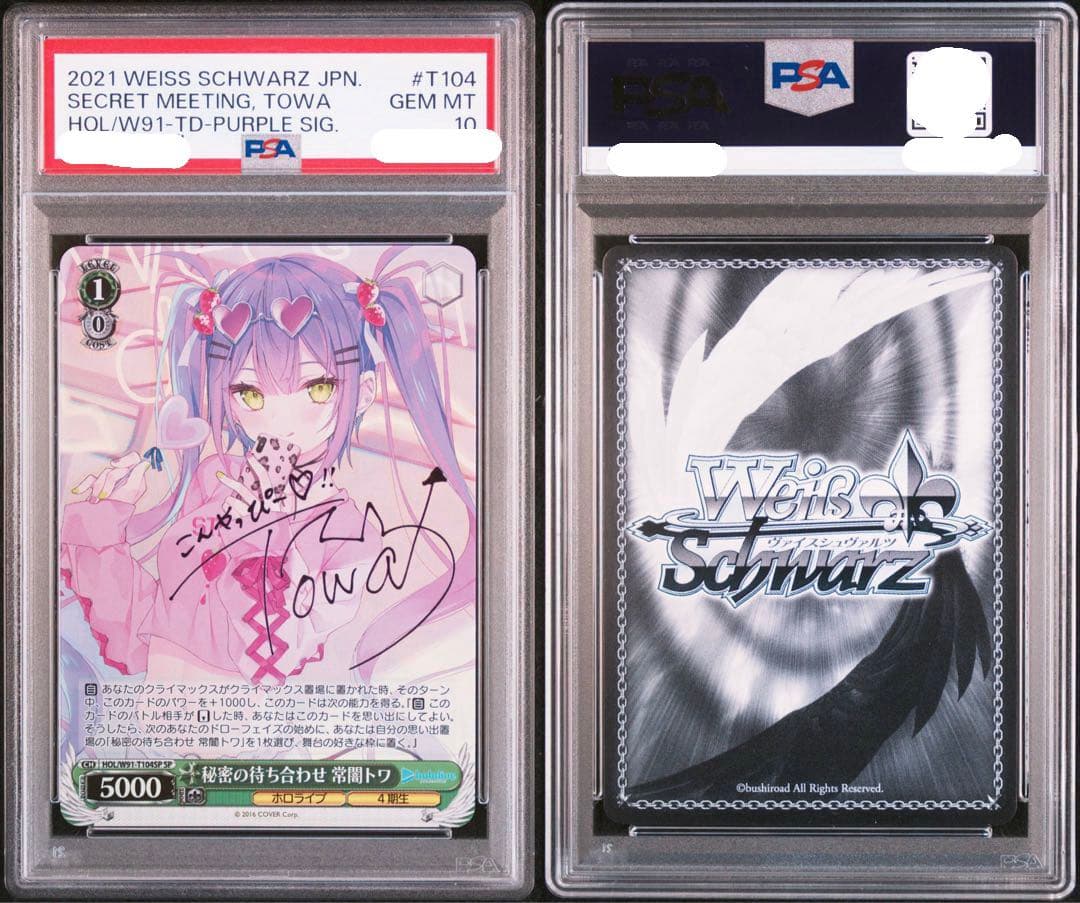 2021 WEISS SCHWARZ JPN. #T104
SECRET MEETING, TOWA GEM MT
HOL/W91-TD-PURPLE SIG. 10
PSA
LEVEL
1
0
COST
こんやっぴー♡!!
Towa
あなたのクライマックスがクライマックス置場に置かれた時、そのターン
中、このカードのパワーを+1000し、このカードは次の能力を得る。『 この
カードのバトル相手が した時、あなたはこのカードを思い出にしてよい。
そうしたら、次のあなたのドローフェイズの始めに、あなたは自分の思い出置
場の「秘密の待ち合わせ 常闇トワ」を1枚選び、舞台の好きな枠に置く。』
CH HOL/W91-T104SP SP
5000
秘密の待ち合わせ 常闇トワ
hololive
ホロライブ
4期生
© 2016 COVER Corp.
PSA
PSA
PSA
Weiß
ヴァイスシュヴァルツ
Schwarz
©bushiroad All Rights Reserved.
PSA